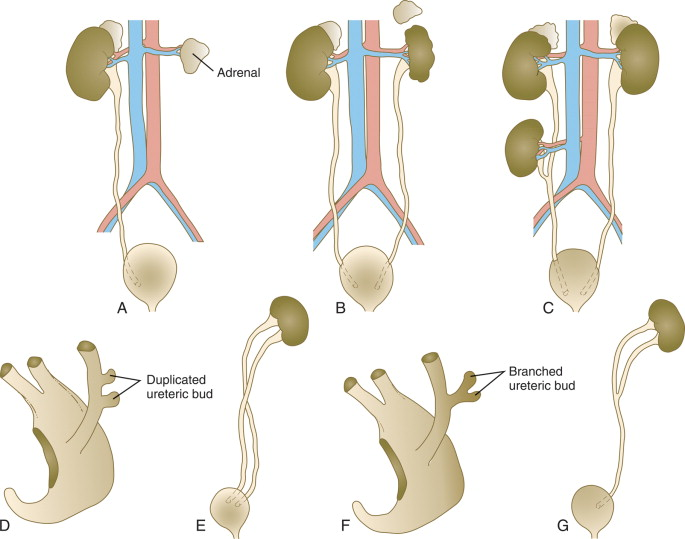 Adrenal
A
B
C
Duplicated
ureteric bud
Branched
ureteric bud
D
E
F
G